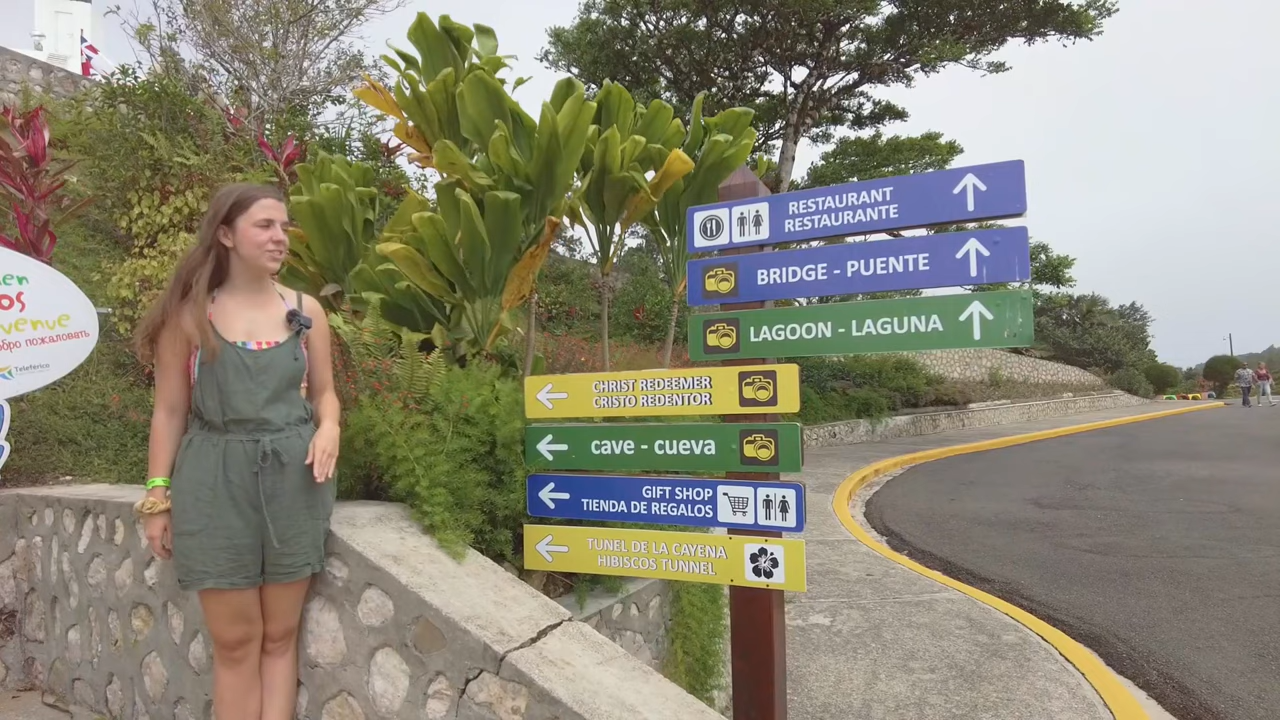 en
os
venue
обро пожаловать
Teleferico
RESTAURANT
RESTAURANTE
BRIDGE - PUENTE
LAGOON - LAGUNA
CHRIST REDEEMER
CRISTO REDENTOR
cave - cueva
GIFT SHOP
TIENDA DE REGALOS
TUNEL DE LA CAYENA
HIBISCOS TUNNEL